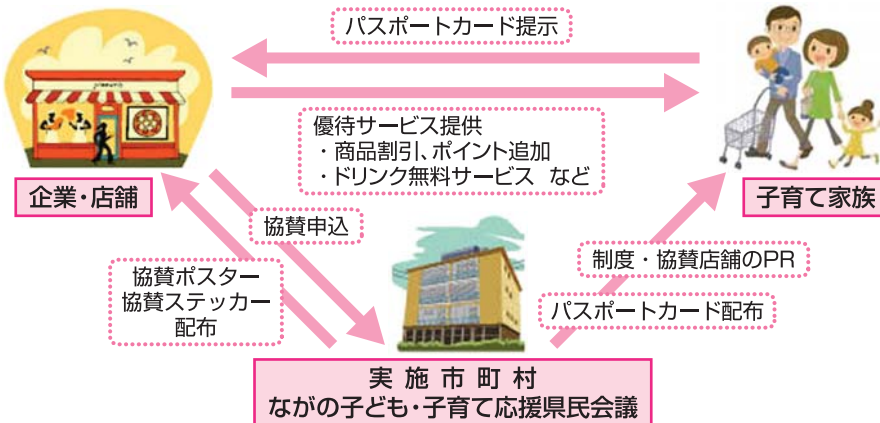 パスポートカード提示
優待サービス提供
・商品割引、ポイント追加
・ドリンク無料サービス など
企業・店舗
子育て家族
協賛申込
協賛ポスター
協賛ステッカー
配布
制度・協賛店舗のPR
パスポートカード配布
実施市町村
ながの子ども・子育て応援県民会議